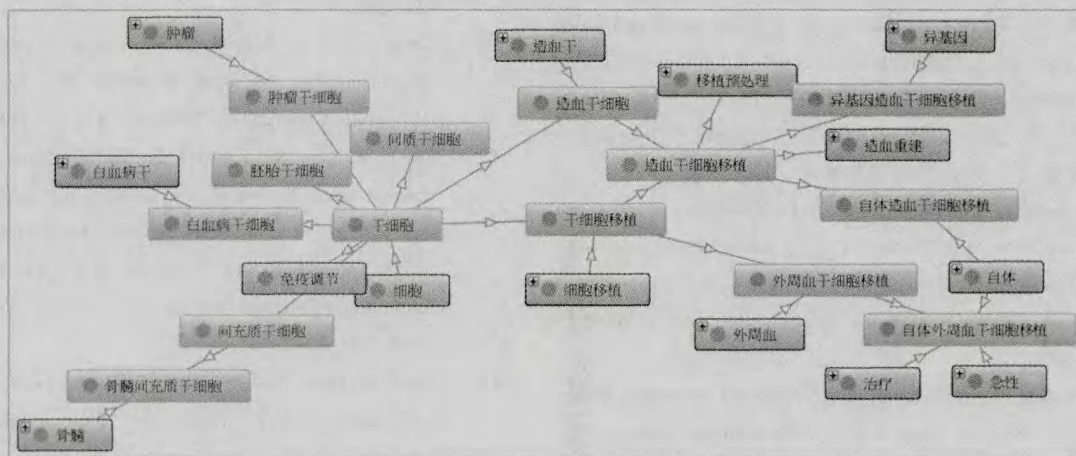 肿瘤
造血干
异基因
移植预处理
肿瘤干细胞
造血干细胞
异基因造血干细胞移植
间质干细胞
造血重建
白血病干
胚胎干细胞
造血干细胞移植
自体造血干细胞移植
白血病干细胞
干细胞
干细胞移植
免疫调节
细胞
细胞移植
外周血干细胞移植
自体
间充质干细胞
外周血
自体外周血干细胞移植
骨髓间充质干细胞
治疗
急性
骨髓